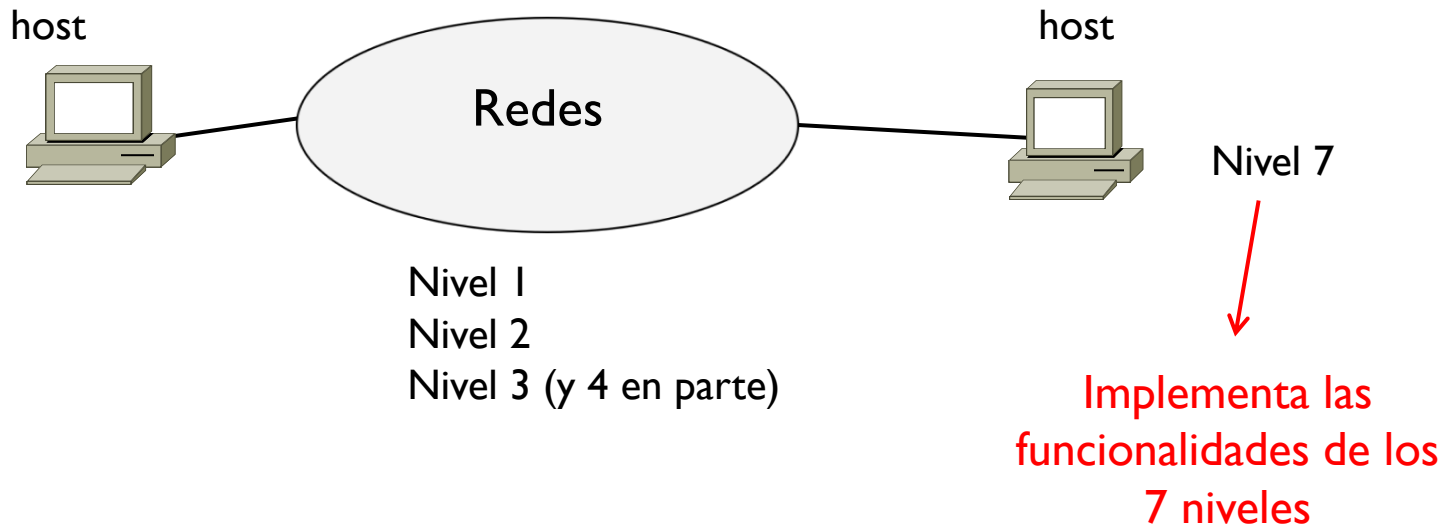 host
host
Redes
Nivel 7
Nivel 1
Nivel 2
Nivel 3 (y 4 en parte)
Implementa las
funcionalidades de los
7 niveles